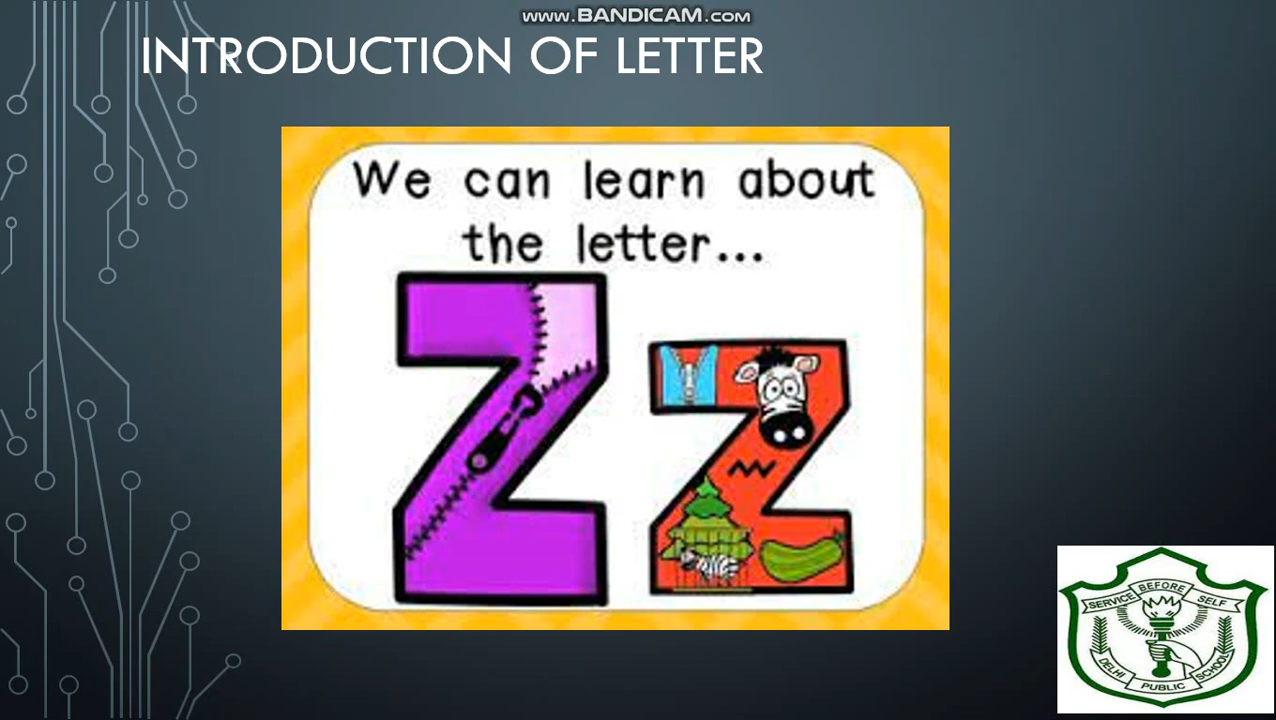 www.BANDICAM.com
INTRODUCTION OF LETTER
We can learn about
the letter...
Zz
SERVICE BEFORE SELF
DELHI PUBLIC SCHOOL